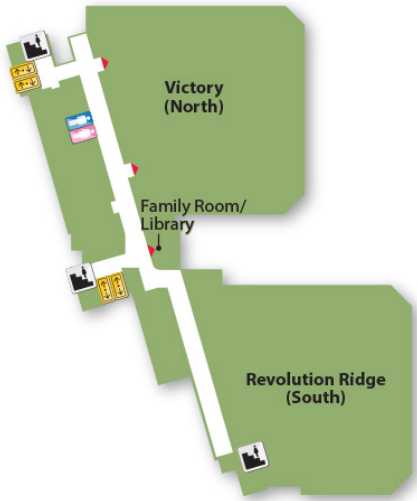 Victory
(North)
Family Room/
Library
Revolution Ridge
(South)